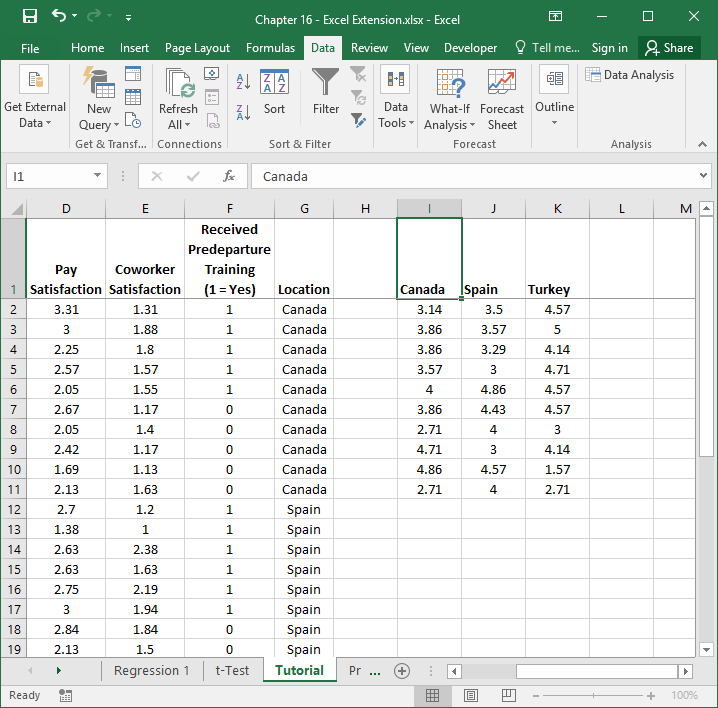 Chapter 16 - Excel Extension.xlsx - Excel
File Home Insert Page Layout Formulas Data Review View Developer Tell me... Sign in Share
Get External Data
New Query
Refresh All
Sort
Filter
Data Tools
What-If Analysis
Forecast Sheet
Outline
Data Analysis
Get & Transf... Connections Sort & Filter Forecast Analysis
I1 fx Canada
D E F G H I J K L M
1 Pay Satisfaction Coworker Satisfaction Received Predeparture Training (1 = Yes) Location Canada Spain Turkey
2 3.31 1.31 1 Canada 3.14 3.5 4.57
3 3 1.88 1 Canada 3.86 3.57 5
4 2.25 1.8 1 Canada 3.86 3.29 4.14
5 2.57 1.57 1 Canada 3.57 3 4.71
6 2.05 1.55 1 Canada 4 4.86 4.57
7 2.67 1.17 0 Canada 3.86 4.43 4.57
8 2.05 1.4 0 Canada 2.71 4 3
9 2.42 1.17 0 Canada 4.71 3 4.14
10 1.69 1.13 0 Canada 4.86 4.57 1.57
11 2.13 1.63 0 Canada 2.71 4 2.71
12 2.7 1.2 1 Spain
13 1.38 1 1 Spain
14 2.63 2.38 1 Spain
15 2.63 1.63 1 Spain
16 2.75 2.19 1 Spain
17 3 1.94 1 Spain
18 2.84 1.84 0 Spain
19 2.13 1.5 0 Spain
Regression 1 t-Test Tutorial Pr ...
Ready 100%